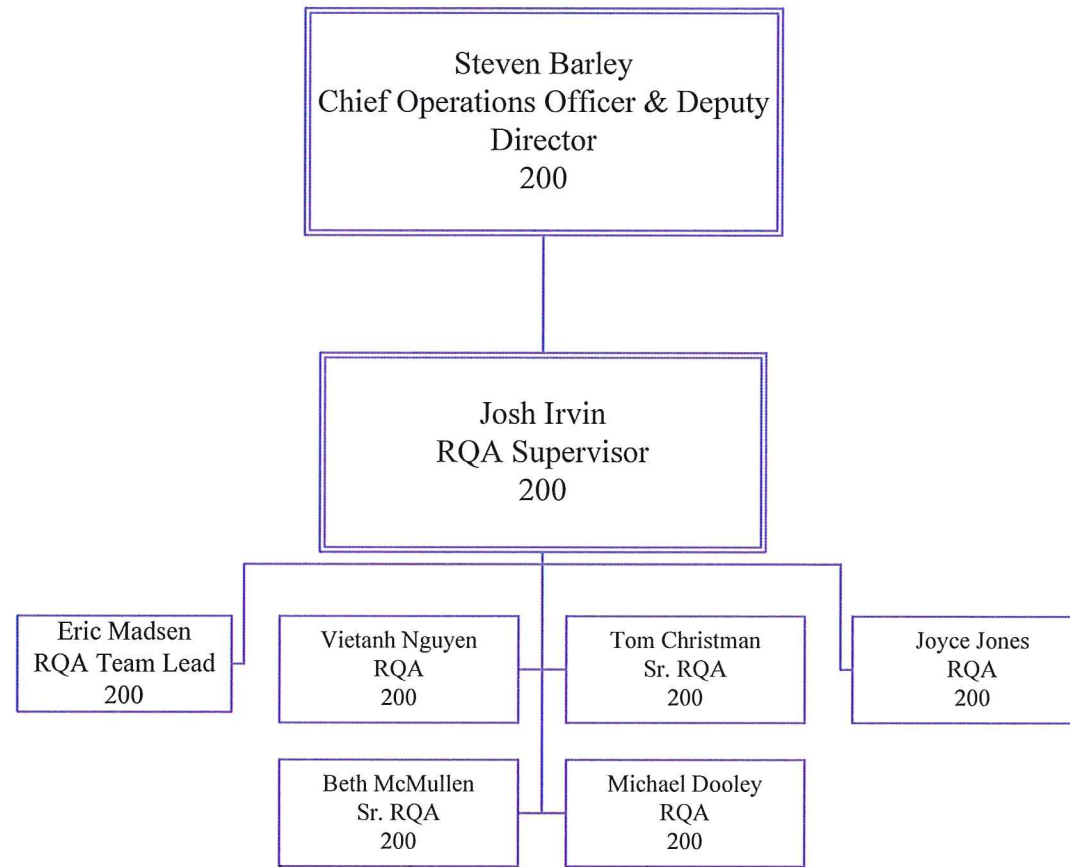 Steven Barley
Chief Operations Officer & Deputy
Director
200
Josh Irvin
RQA Supervisor
200
Eric Madsen
RQA Team Lead
200
Vietanh Nguyen
RQA
200
Tom Christman
Sr. RQA
200
Joyce Jones
RQA
200
Beth McMullen
Sr. RQA
200
Michael Dooley
RQA
200